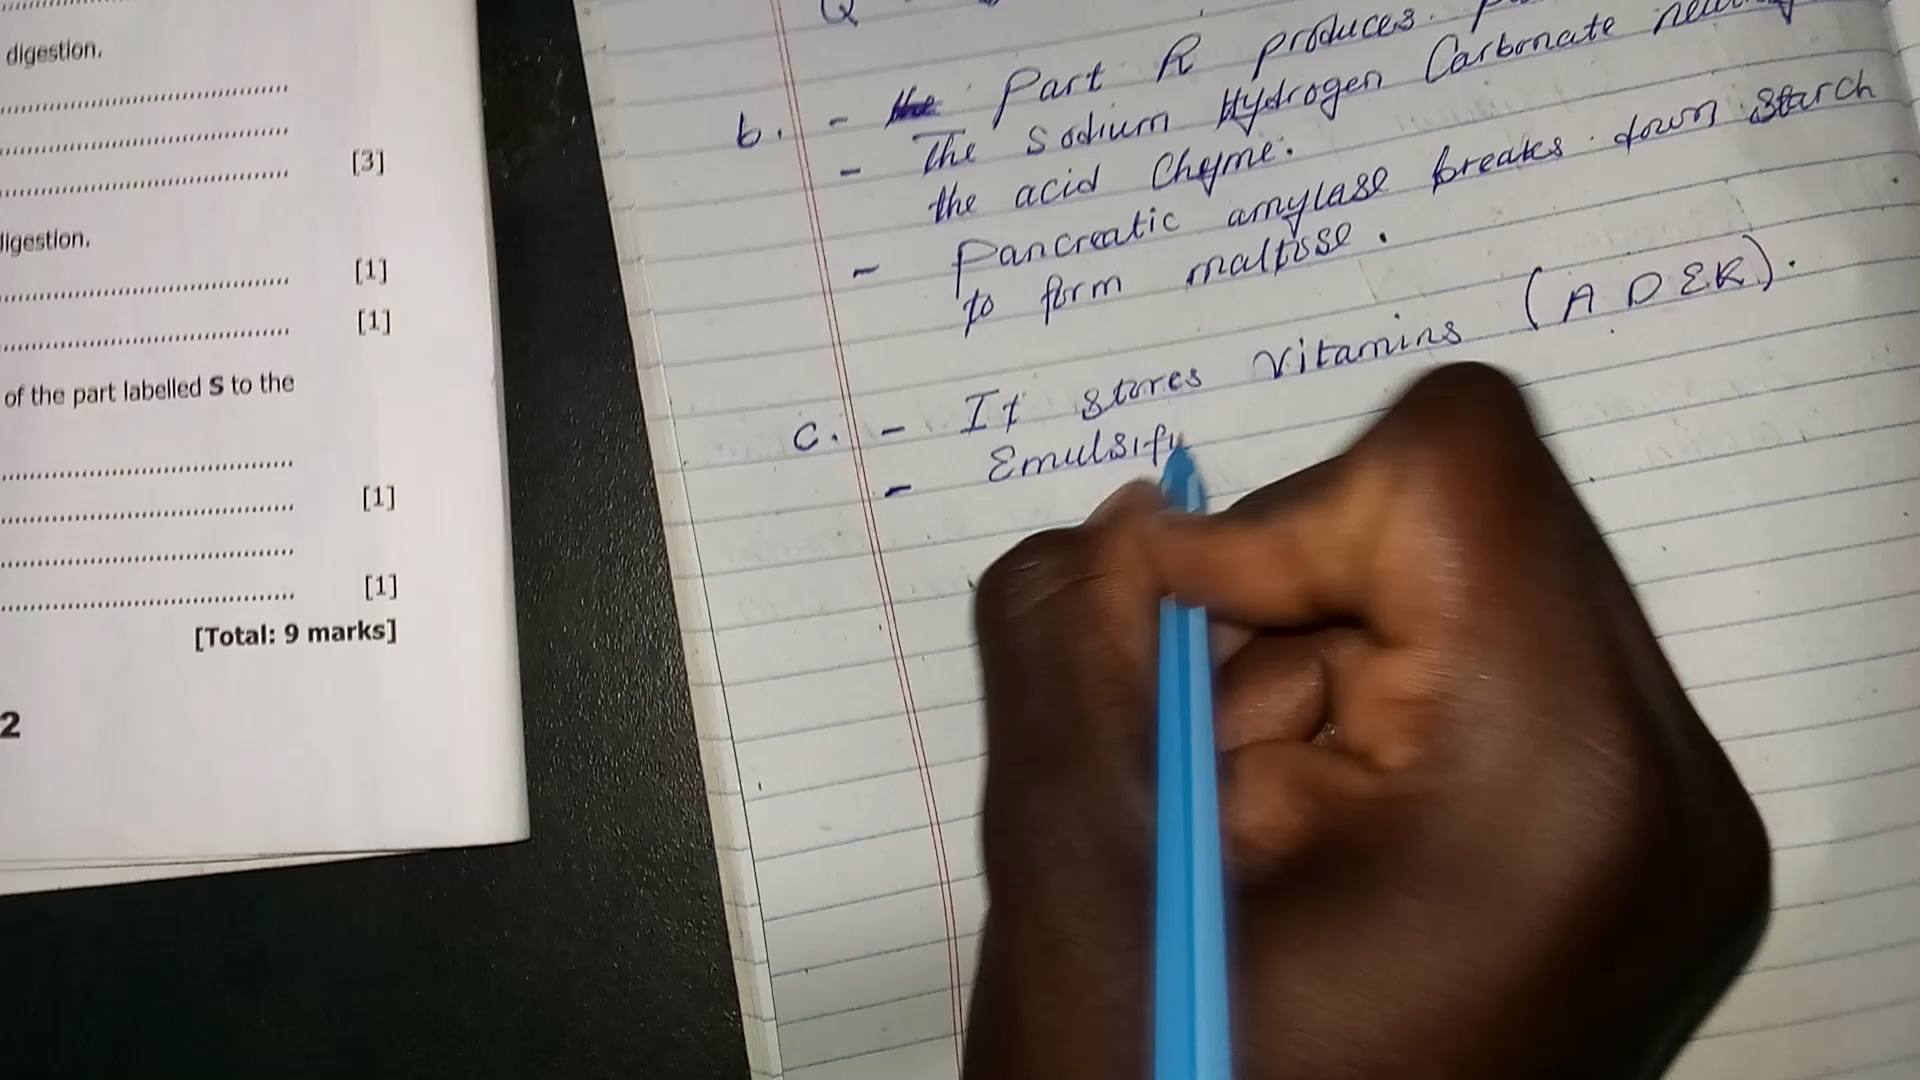 digestion.
[3]
digestion.
[1]
[1]
of the part labelled S to the
[1]
[1]
[Total: 9 marks]
2
Q
b. - Part R produces.
- The Sodium Hydrogen Carbonate
the acid Chyme.
- Pancreatic amylase breaks down starch
to form maltose.
C. - It stores Vitamins (A D E K).
- Emulsify